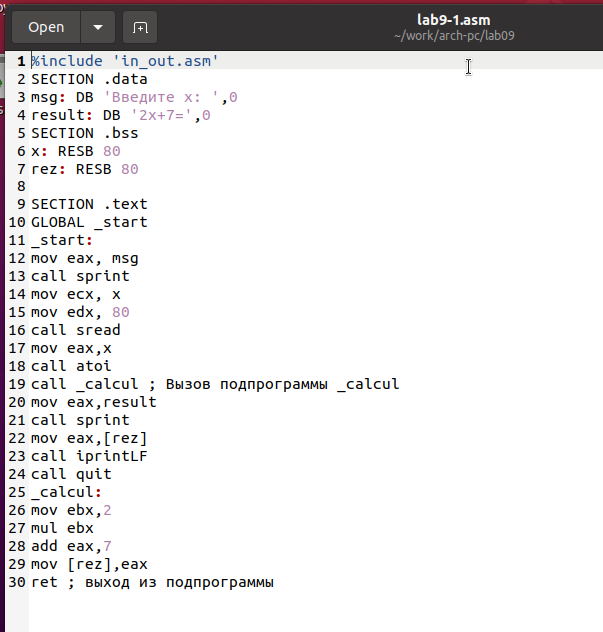 Open
lab9-1.asm
~/work/arch-pc/lab09
1 %include 'in_out.asm'
2 SECTION .data
3 msg: DB 'Введите x: ',0
4 result: DB '2x+7=',0
5 SECTION .bss
6 x: RESB 80
7 rez: RESB 80
8
9 SECTION .text
10 GLOBAL _start
11 _start:
12 mov eax, msg
13 call sprint
14 mov ecx, x
15 mov edx, 80
16 call sread
17 mov eax,x
18 call atoi
19 call _calcul ; Вызов подпрограммы _calcul
20 mov eax,result
21 call sprint
22 mov eax,[rez]
23 call iprintLF
24 call quit
25 _calcul:
26 mov ebx,2
27 mul ebx
28 add eax,7
29 mov [rez],eax
30 ret ; выход из подпрограммы